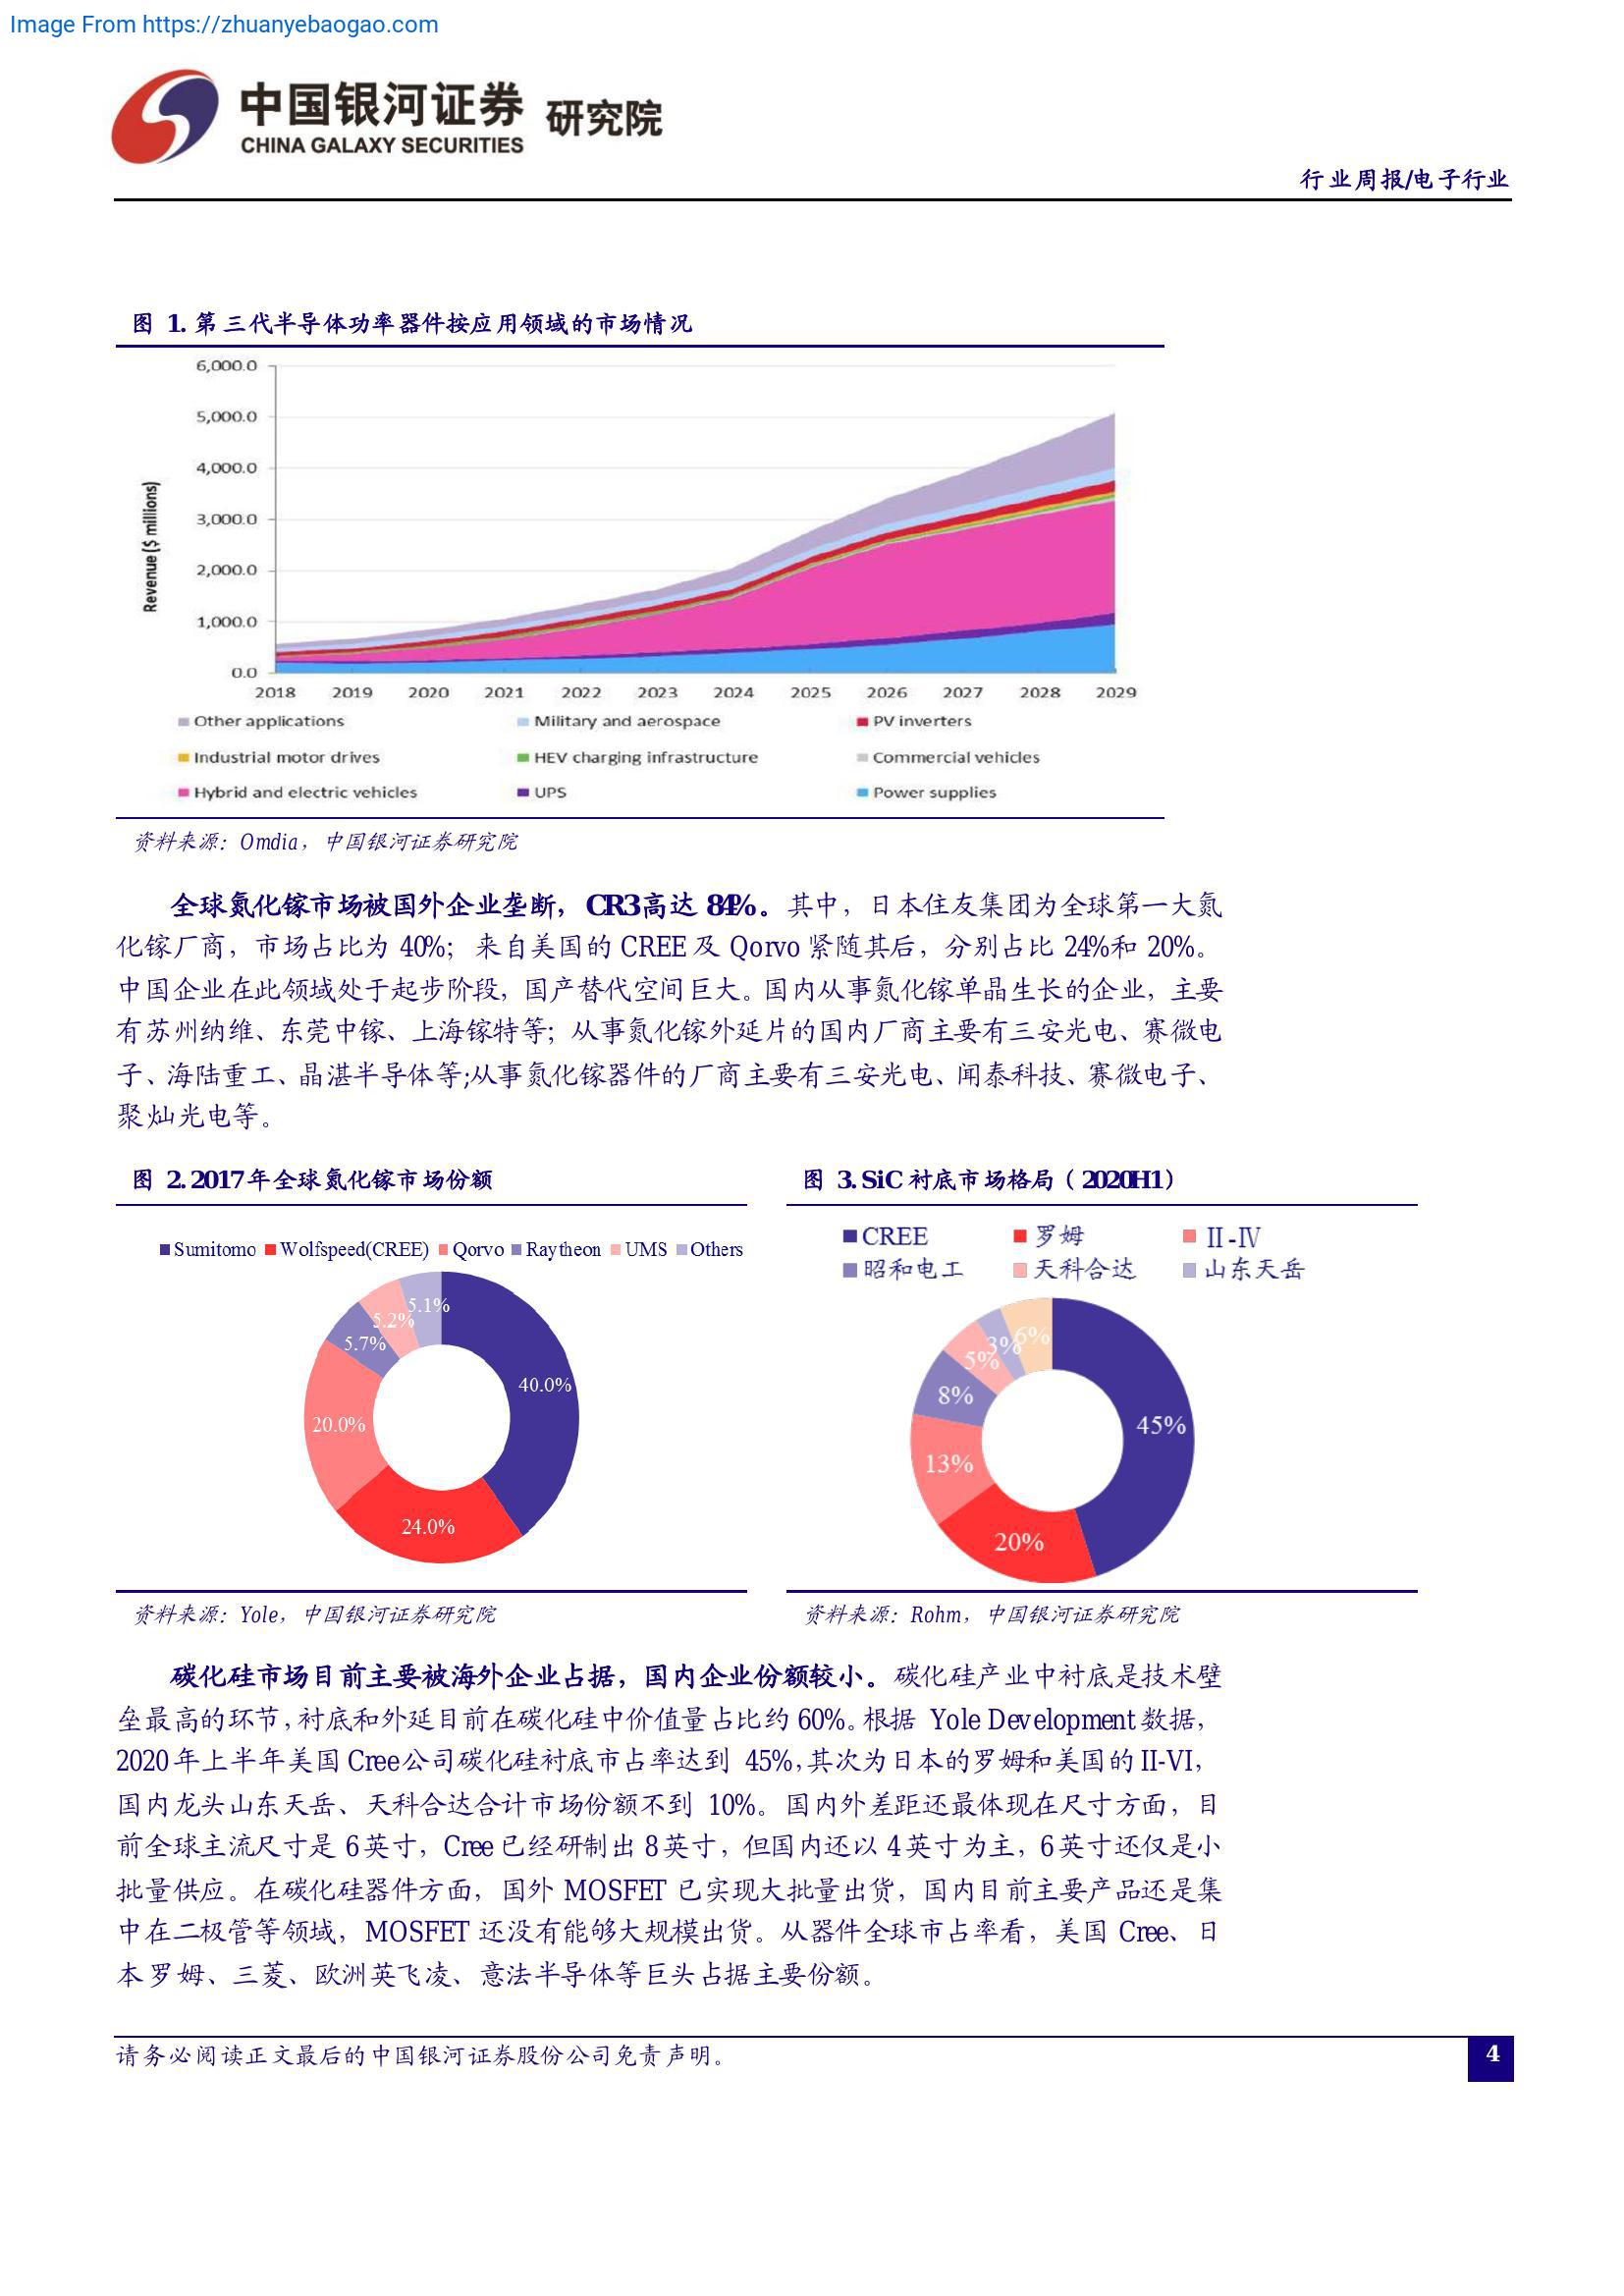 Image From https://zhuanyebaogao.com
中国银河证券 研究院
CHINA GALAXY SECURITIES
行业周报/电子行业
图 1. 第三代半导体功率器件按应用领域的市场情况
6,000.0
5,000.0
4,000.0
3,000.0
2,000.0
1,000.0
0.0
Revenue ($ millions)
2018 2019 2020 2021 2022 2023 2024 2025 2026 2027 2028 2029
Other applications Military and aerospace PV inverters
Industrial motor drives HEV charging infrastructure Commercial vehicles
Hybrid and electric vehicles UPS Power supplies
资料来源：Omdia，中国银河证券研究院
全球氮化镓市场被国外企业垄断，CR3 高达 84%。其中，日本住友集团为全球第一大氮
化镓厂商，市场占比为 40%；来自美国的 CREE 及 Qorvo 紧随其后，分别占比 24%和 20%。
中国企业在此领域处于起步阶段，国产替代空间巨大。国内从事氮化镓单晶生长的企业，主要
有苏州纳维、东莞中镓、上海镓特等；从事氮化镓外延片的国内厂商主要有三安光电、赛微电
子、海陆重工、晶湛半导体等;从事氮化镓器件的厂商主要有三安光电、闻泰科技、赛微电子、
聚灿光电等。
图 2. 2017 年全球氮化镓市场份额
Sumitomo Wolfspeed(CREE) Qorvo Raytheon UMS Others
5.1%
5.2%
5.7%
40.0%
20.0%
24.0%
资料来源：Yole，中国银河证券研究院
图 3. SiC 衬底市场格局（2020H1）
CREE 罗姆 II-IV
昭和电工 天科合达 山东天岳
6%
3%
5%
8%
45%
13%
20%
资料来源：Rohm，中国银河证券研究院
碳化硅市场目前主要被海外企业占据，国内企业份额较小。碳化硅产业中衬底是技术壁
垒最高的环节，衬底和外延目前在碳化硅中价值量占比约 60%。根据 Yole Development 数据，
2020 年上半年美国 Cree 公司碳化硅衬底市占率达到 45%，其次为日本的罗姆和美国的 II-VI，
国内龙头山东天岳、天科合达合计市场份额不到 10%。国内外差距还最体现在尺寸方面，目
前全球主流尺寸是 6 英寸，Cree 已经研制出 8 英寸，但国内还以 4 英寸为主，6 英寸还仅是小
批量供应。在碳化硅器件方面，国外 MOSFET 已实现大批量出货，国内目前主要产品还是集
中在二极管等领域，MOSFET 还没有能够大规模出货。从器件全球市占率看，美国 Cree、日
本罗姆、三菱、欧洲英飞凌、意法半导体等巨头占据主要份额。
请务必阅读正文最后的中国银河证券股份公司免责声明。
4